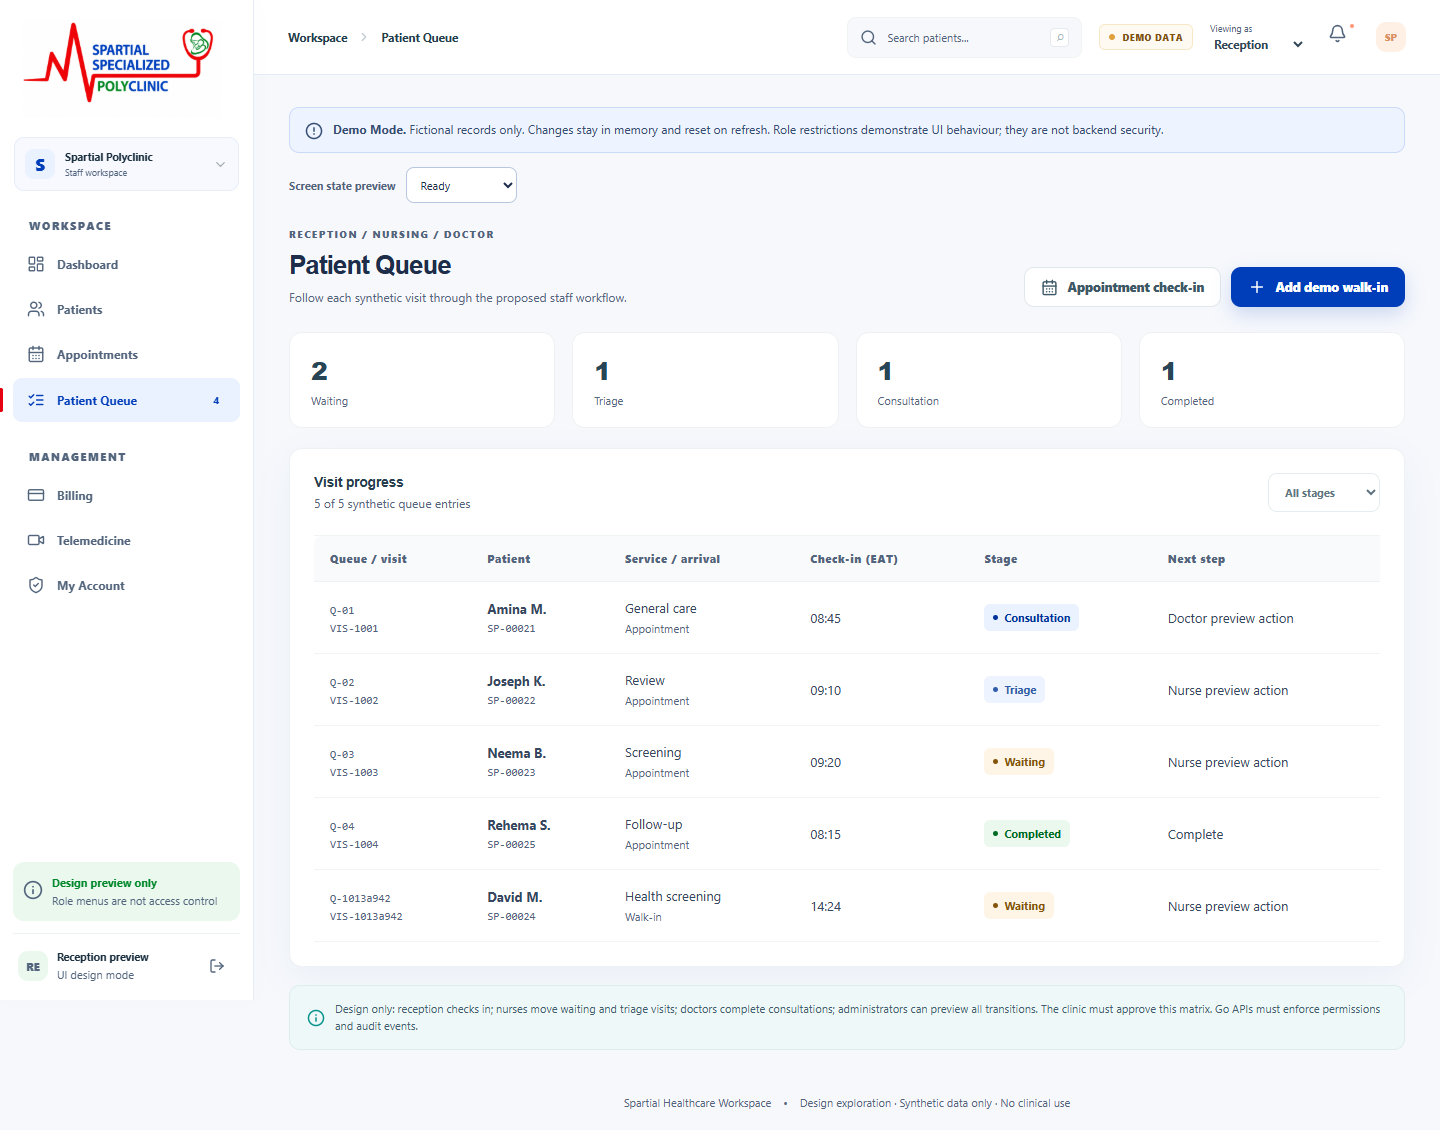 SPARTIAL
SPECIALIZED
POLYCLINIC
Spartial Polyclinic
Staff workspace
S
WORKSPACE
Dashboard
Patients
Appointments
Patient Queue 4
MANAGEMENT
Billing
Telemedicine
My Account
Design preview only
Role menus are not access control
RE
Reception preview
UI design mode
Workspace Patient Queue
Search patients...
DEMO DATA
Viewing as
Reception
SP
Demo Mode. Fictional records only. Changes stay in memory and reset on refresh. Role restrictions demonstrate UI behaviour; they are not backend security.
Screen state preview Ready
RECEPTION / NURSING / DOCTOR
Patient Queue
Follow each synthetic visit through the proposed staff workflow.
Appointment check-in
Add demo walk-in
2
Waiting
1
Triage
1
Consultation
1
Completed
Visit progress
5 of 5 synthetic queue entries
All stages
Queue / visit Patient Service / arrival Check-in (EAT) Stage Next step
Q-01 Amina M. General care 08:45 Consultation Doctor preview action
VIS-1001 SP-00021 Appointment
Q-02 Joseph K. Review 09:10 Triage Nurse preview action
VIS-1002 SP-00022 Appointment
Q-03 Neema B. Screening 09:20 Waiting Nurse preview action
VIS-1003 SP-00023 Appointment
Q-04 Rehema S. Follow-up 08:15 Completed Complete
VIS-1004 SP-00025 Appointment
Q-1013a942 David M. Health screening 14:24 Waiting Nurse preview action
VIS-1013a942 SP-00024 Walk-in
Design only: reception checks in; nurses move waiting and triage visits; doctors complete consultations; administrators can preview all transitions. The clinic must approve this matrix. Go APIs must enforce permissions
and audit events.
Spartial Healthcare Workspace • Design exploration · Synthetic data only · No clinical use